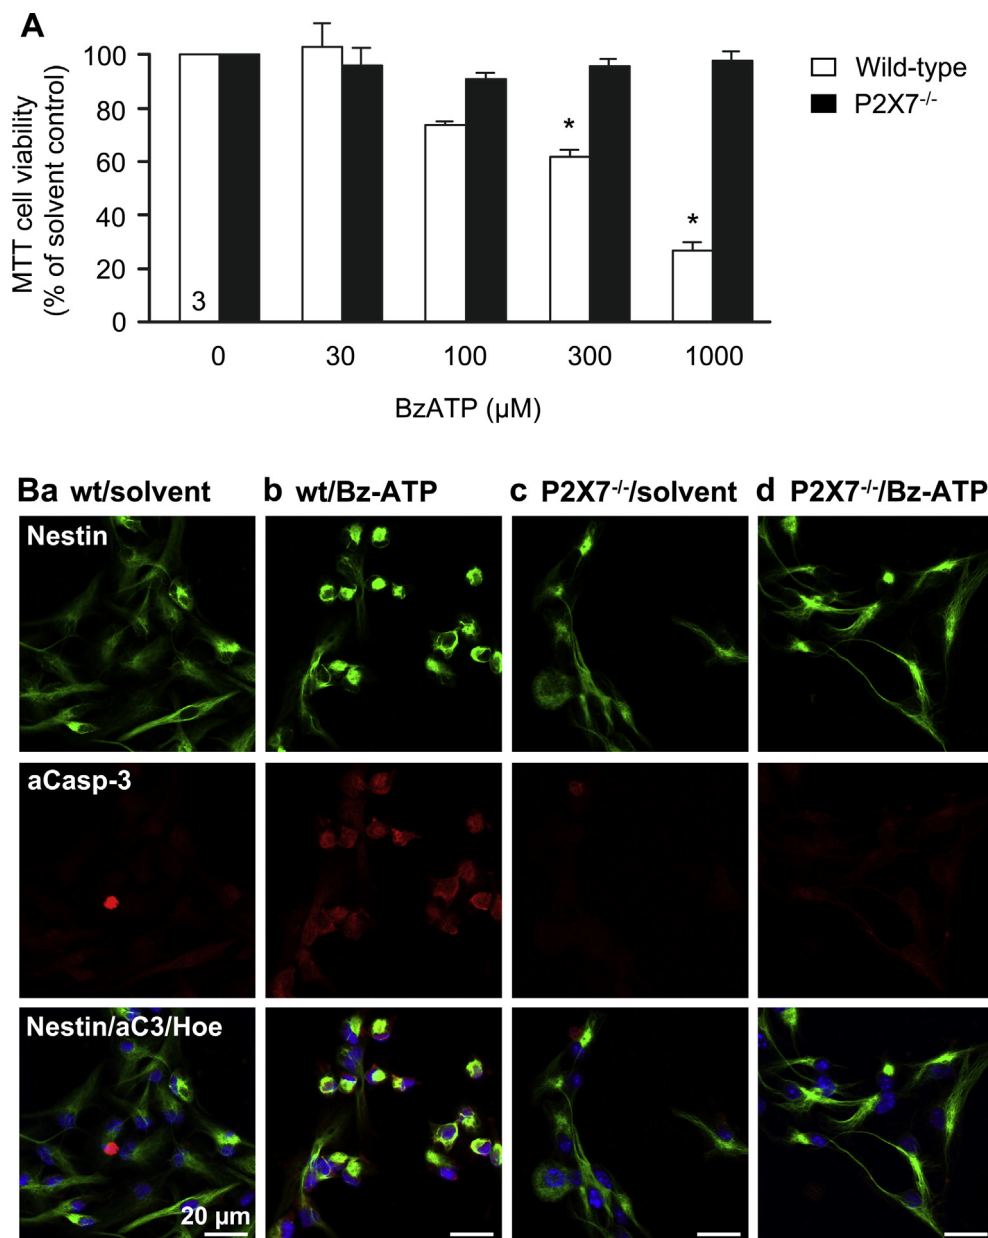 A
MTT cell viability
(% of solvent control)
100
80
60
40
20
0
3
*
*
Wild-type
P2X7-/-
0 30 100 300 1000
BzATP (µM)
Ba wt/solvent b wt/Bz-ATP c P2X7-/-/solvent d P2X7-/-/Bz-ATP
Nestin
aCasp-3
Nestin/aC3/Hoe
20 µm